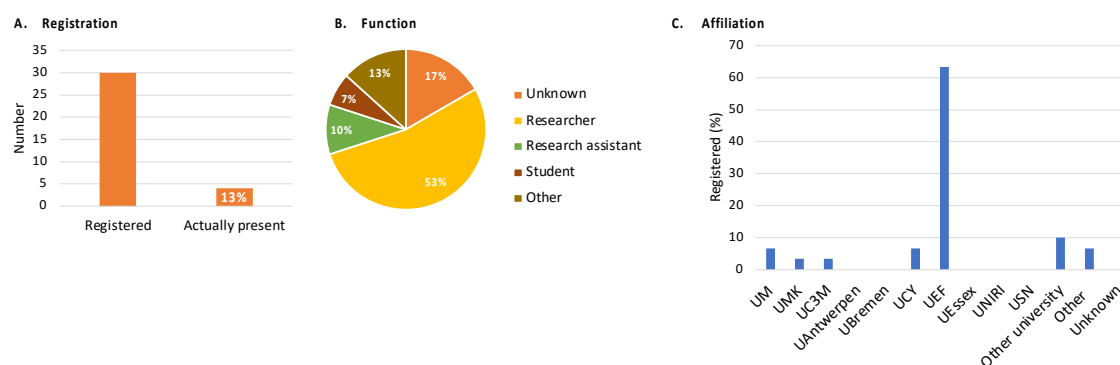 A. Registration
35
30
25
20
15
10
5
0
Number
13%
Registered
Actually present
B. Function
17%
53%
10%
7%
13%
Unknown
Researcher
Research assistant
Student
Other
C. Affiliation
70
60
50
40
30
20
10
0
Registered (%)
UM
UMK
UC3M
UAntwerpen
UBremen
UCY
UEF
UEssex
UNIRI
USN
Other university
Other
Unknown